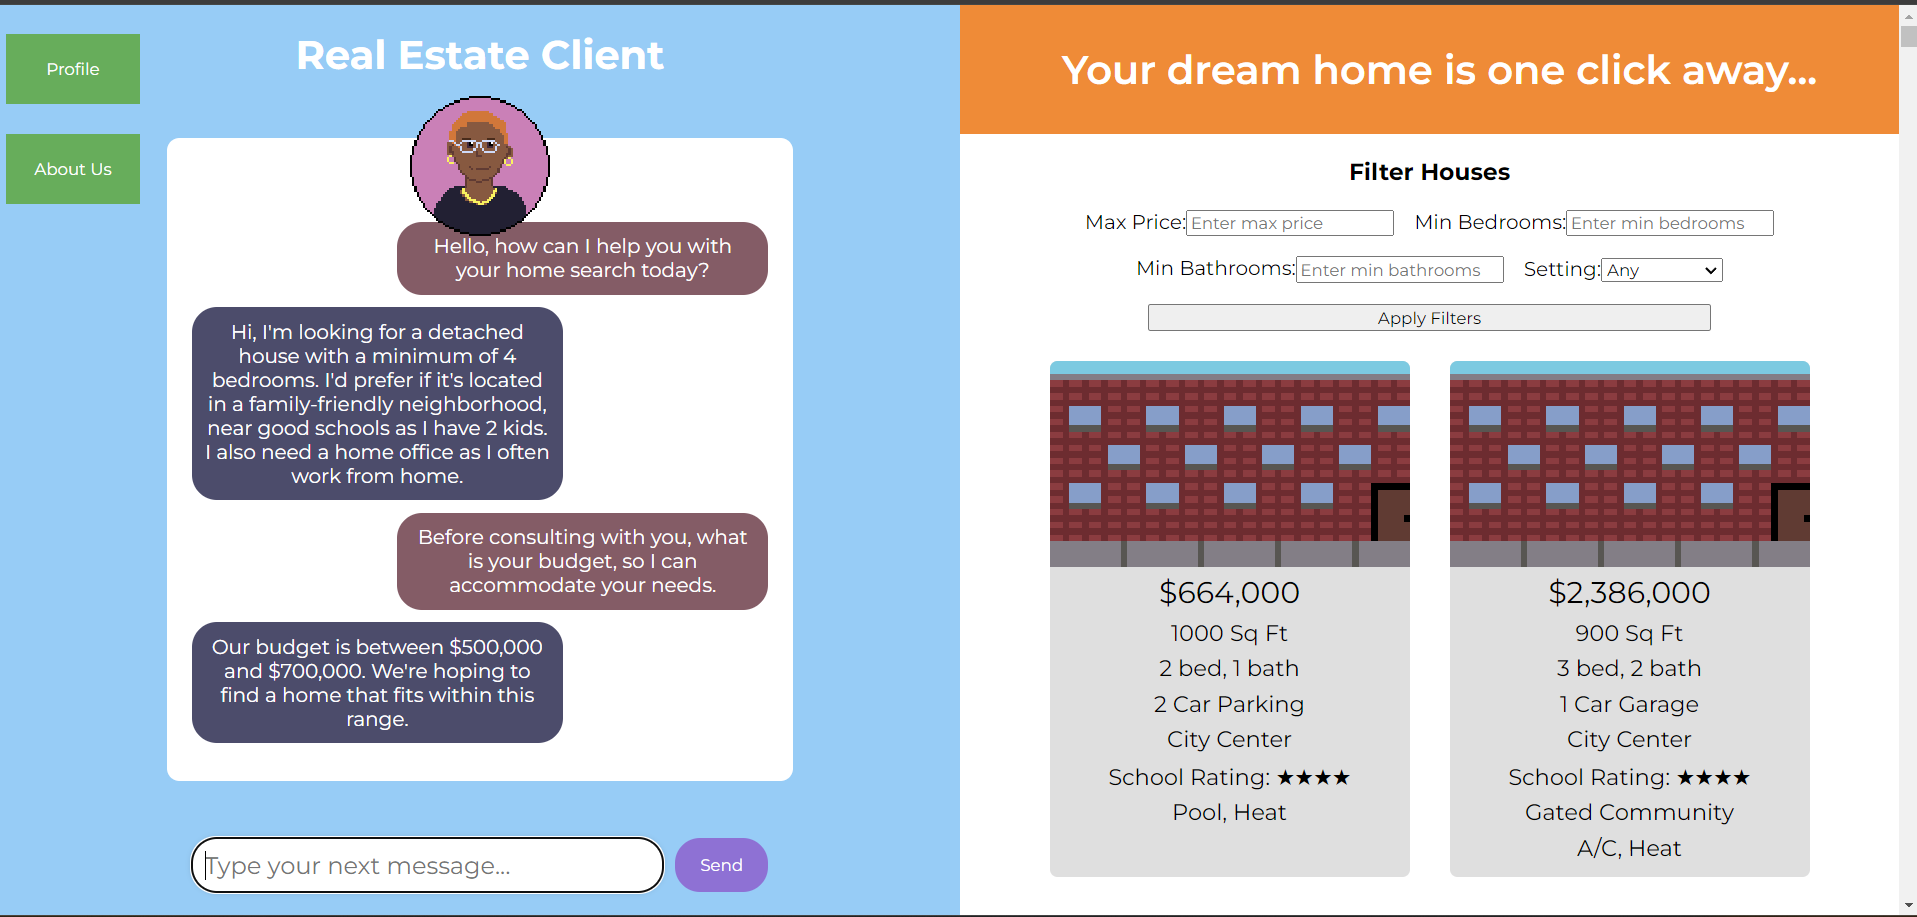 Profile
About Us
Real Estate Client
Hello, how can I help you with
your home search today?
Hi, I'm looking for a detached
house with a minimum of 4
bedrooms. I'd prefer if it's located
in a family-friendly neighborhood,
near good schools as I have 2 kids.
I also need a home office as I often
work from home.
Before consulting with you, what
is your budget, so I can
accommodate your needs.
Our budget is between $500,000
and $700,000. We're hoping to
find a home that fits within this
range.
Type your next message...
Send
Your dream home is one click away...
Filter Houses
Max Price: Enter max price Min Bedrooms: Enter min bedrooms
Min Bathrooms: Enter min bathrooms Setting: Any
Apply Filters
$664,000
1000 Sq Ft
2 bed, 1 bath
2 Car Parking
City Center
School Rating: ★★★★
Pool, Heat
$2,386,000
900 Sq Ft
3 bed, 2 bath
1 Car Garage
City Center
School Rating: ★★★★
Gated Community
A/C, Heat